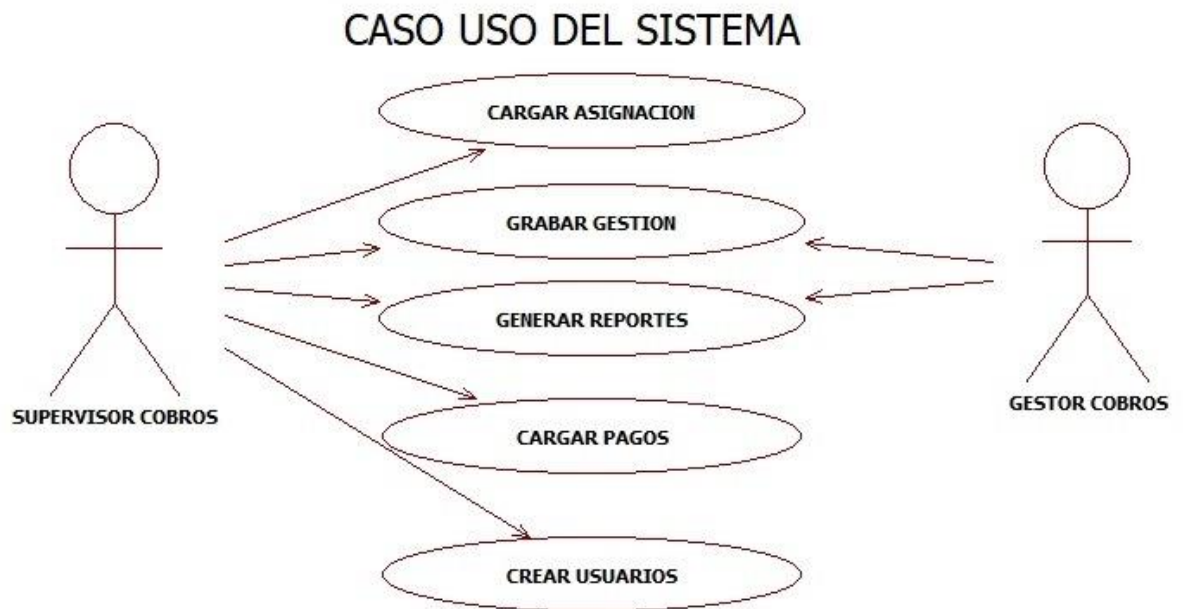 CASO USO DEL SISTEMA
CARGAR ASIGNACION
GRABAR GESTION
GENERAR REPORTES
SUPERVISOR COBROS
GESTOR COBROS
CARGAR PAGOS
CREAR USUARIOS